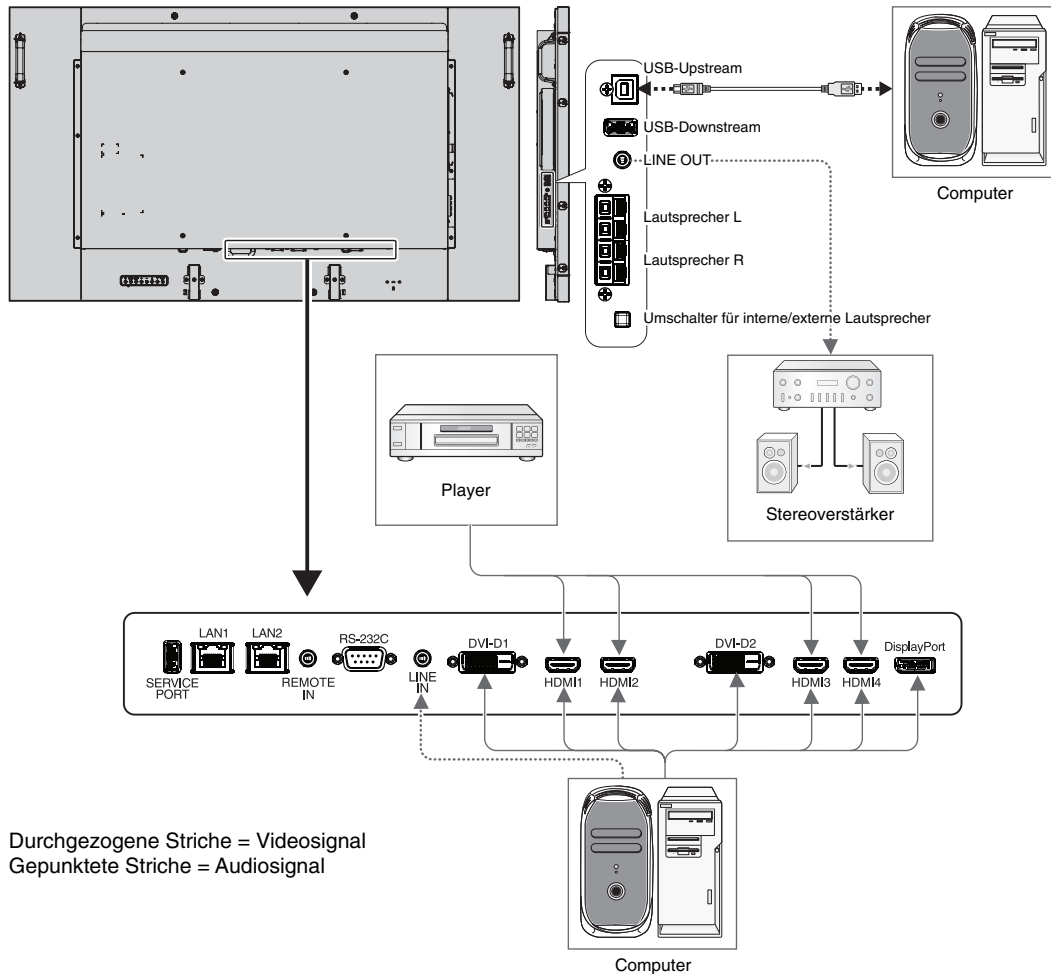 USB-Upstream
USB-Downstream
LINE OUT
Lautsprecher L
Lautsprecher R
Umschalter für interne/externe Lautsprecher
Computer
Player
Stereoverstärker
SERVICE
PORT
LAN1
LAN2
REMOTE
IN
RS-232C
LINE
IN
DVI-D1
HDMI1
HDMI2
DVI-D2
HDMI3
HDMI4
DisplayPort
Durchgezogene Striche = Videosignal
Gepunktete Striche = Audiosignal
Computer